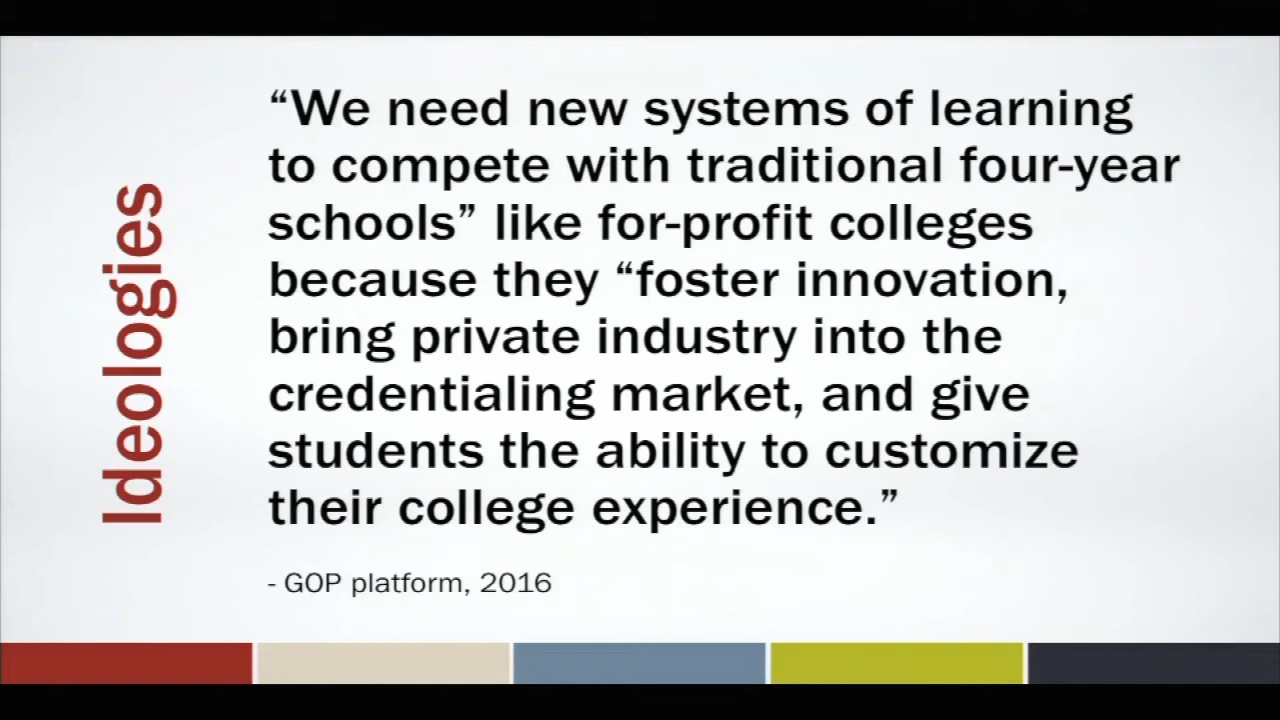 Ideologies
“We need new systems of learning
to compete with traditional four-year
schools” like for-profit colleges
because they “foster innovation,
bring private industry into the
credentialing market, and give
students the ability to customize
their college experience.”
- GOP platform, 2016